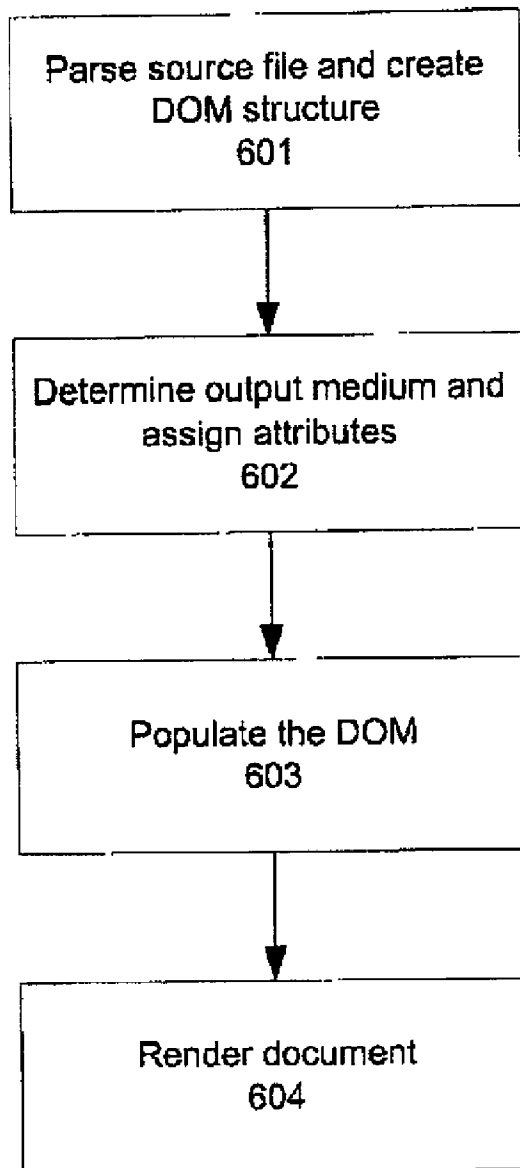 Parse source file and create
DOM structure
601
Determine output medium and
assign attributes
602
Populate the DOM
603
Render document
604